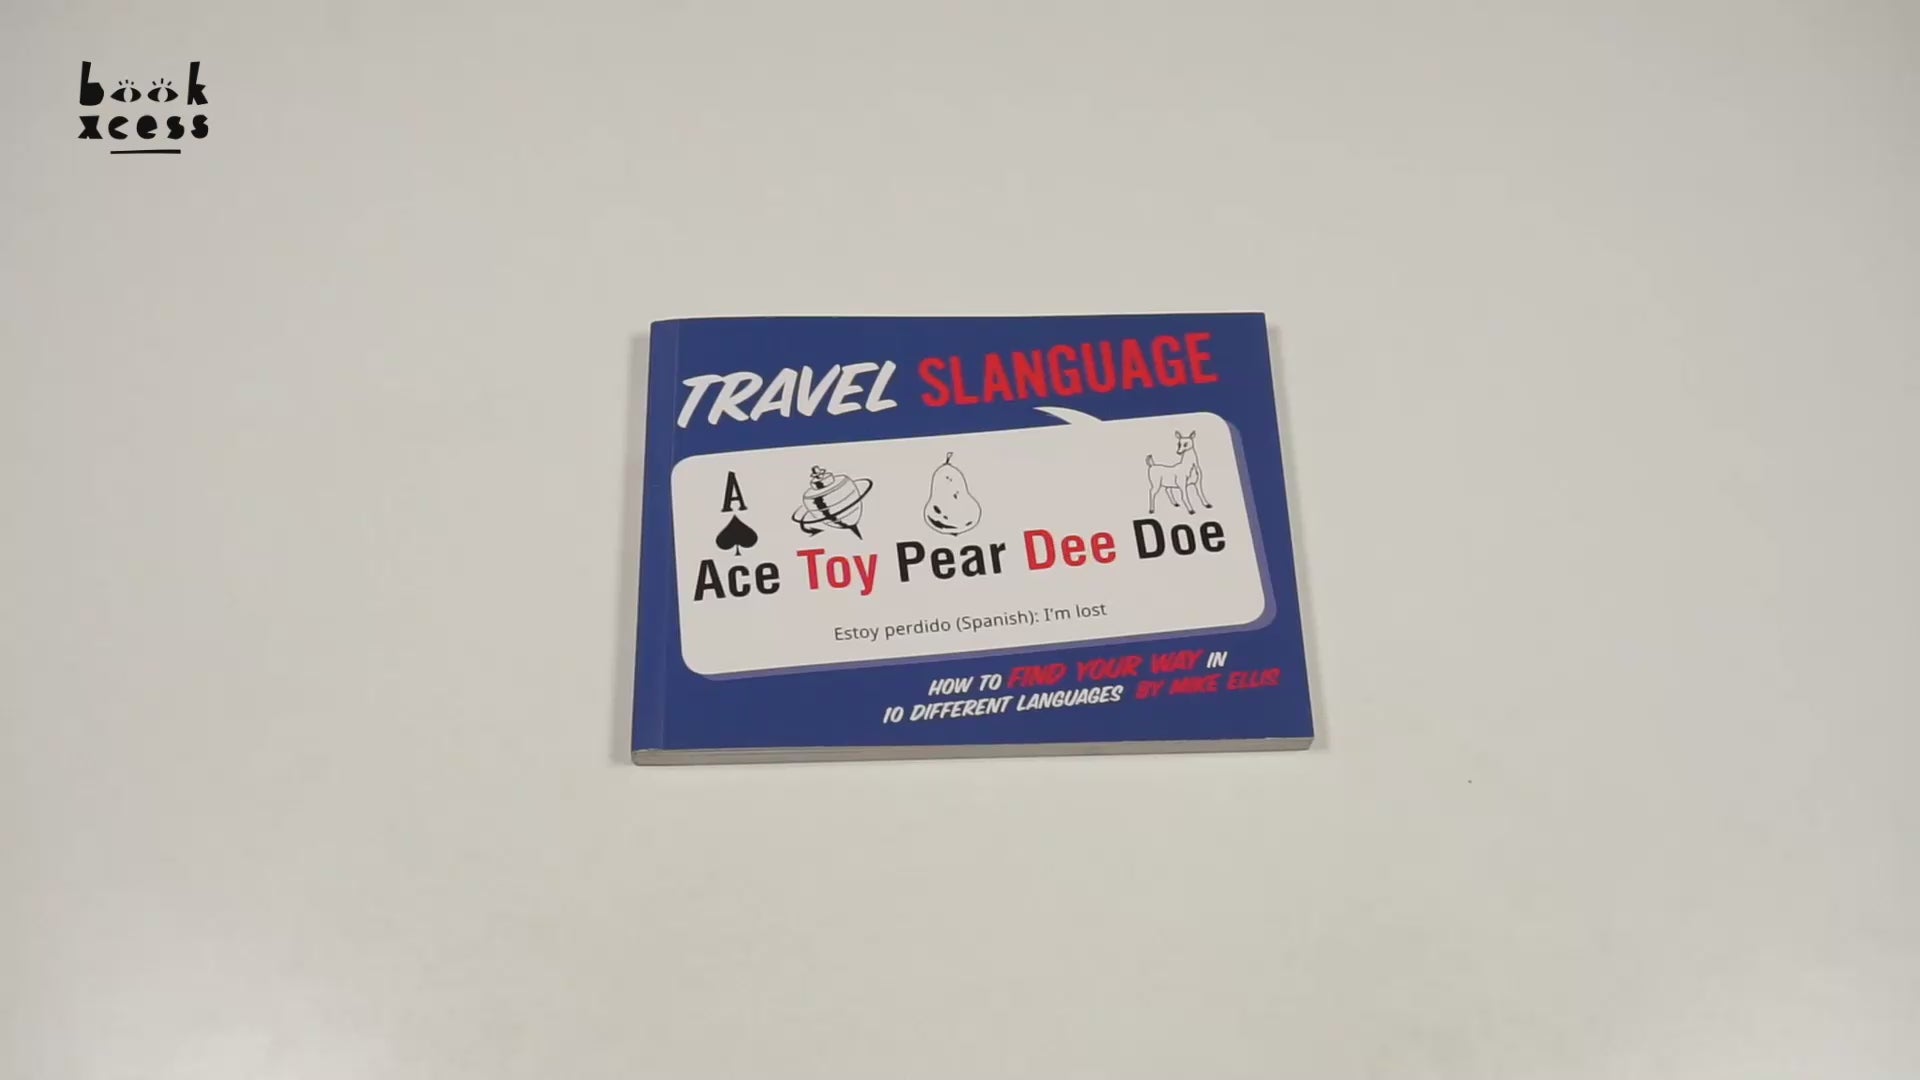 book
xcess
TRAVEL SLANGUAGE
A
Ace Toy Pear Dee Doe
Estoy perdido (Spanish): I'm lost
HOW TO FIND YOUR WAY IN
10 DIFFERENT LANGUAGES BY MIKE ELLIS